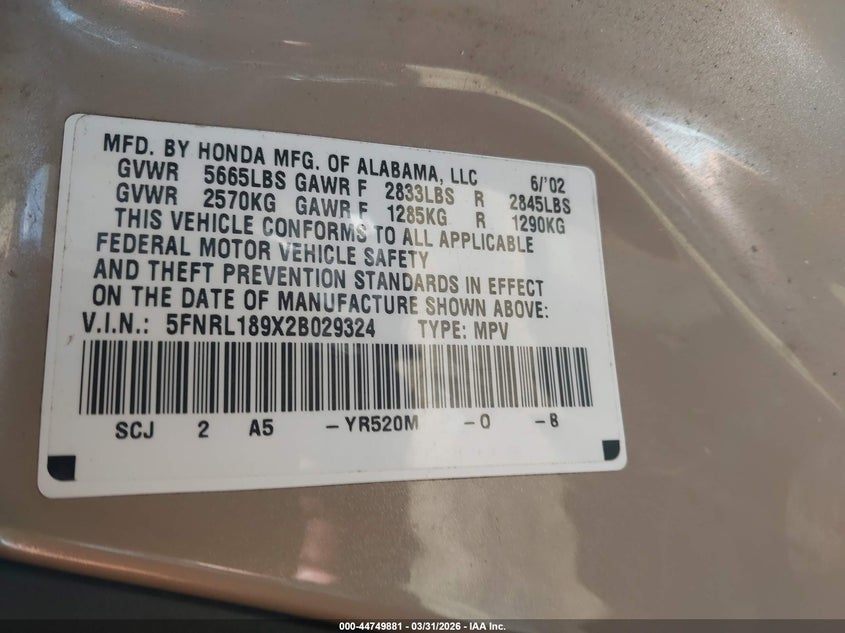 MFD. BY HONDA MFG. OF ALABAMA, LLC 6/'02
GVWR 5665LBS GAWR F 2833LBS R 2845LBS
GVWR 2570KG GAWR F 1285KG R 1290KG
THIS VEHICLE CONFORMS TO ALL APPLICABLE
FEDERAL MOTOR VEHICLE SAFETY
AND THEFT PREVENTION STANDARDS IN EFFECT
ON THE DATE OF MANUFACTURE SHOWN ABOVE:
V.I.N.: 5FNRL189X2B029324 TYPE: MPV
SCJ 2 A5 -YR520M -O -B
000-44749881 - 03/31/2026 - IAA Inc.